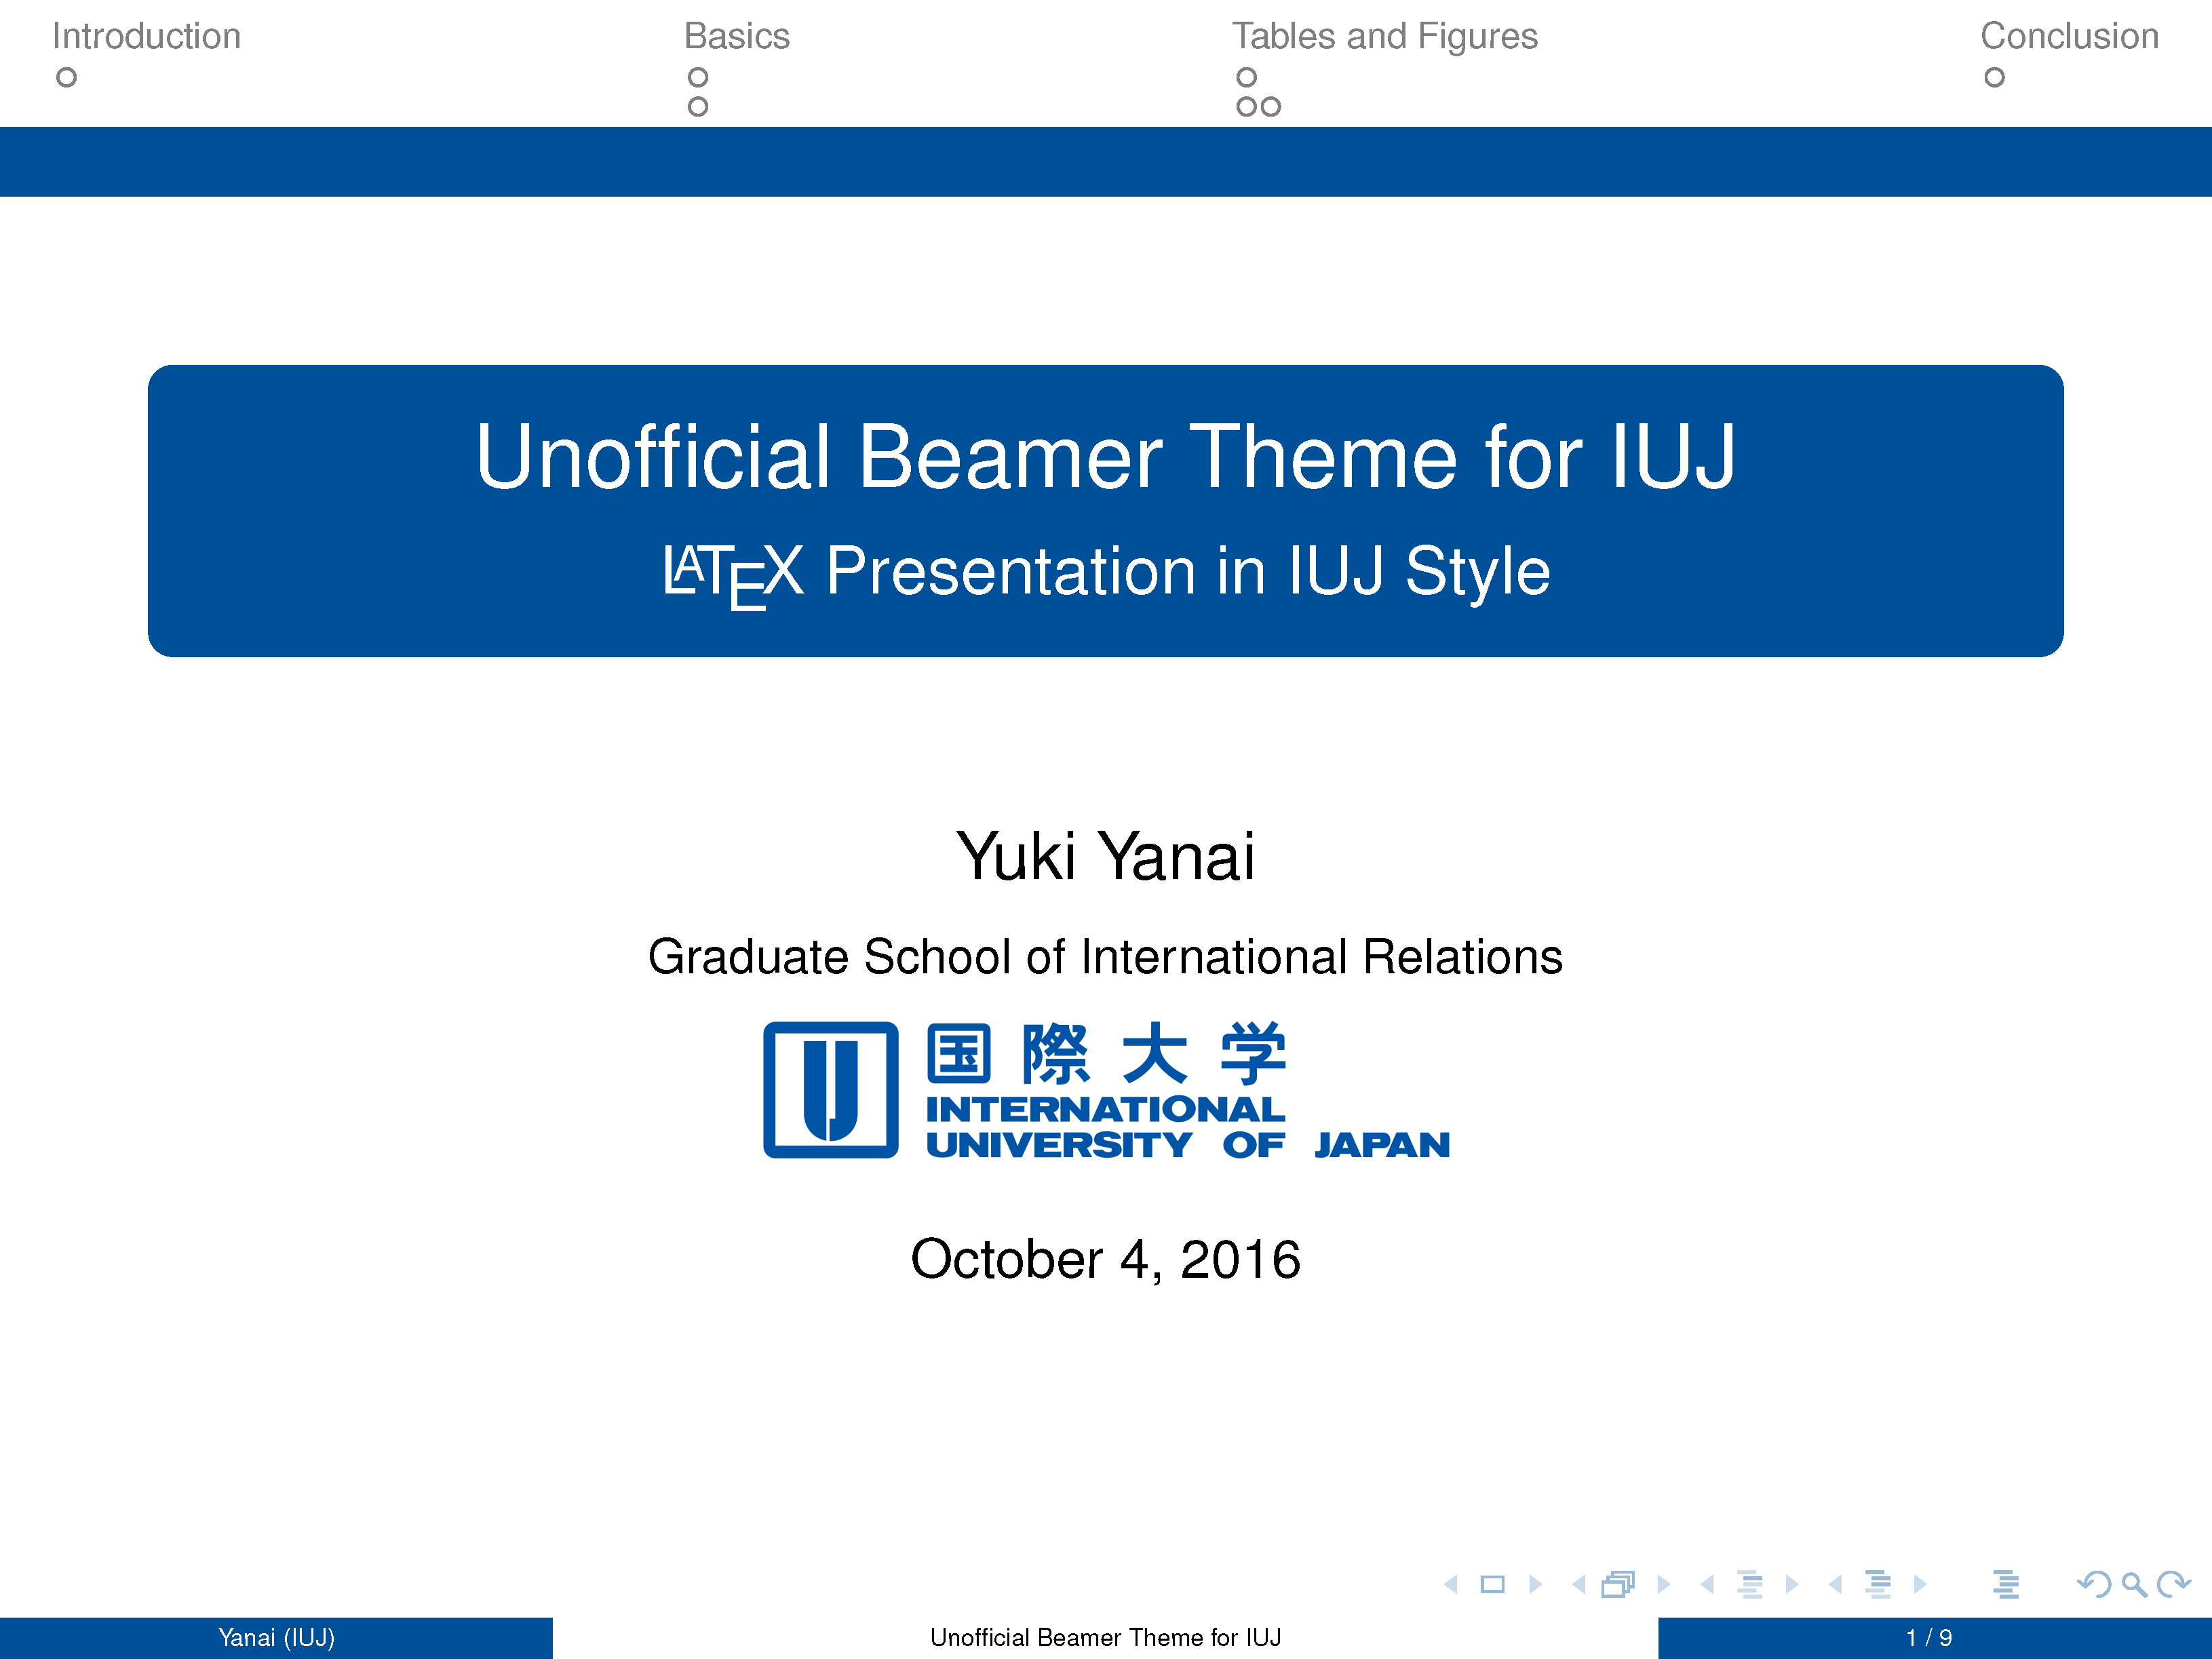 Introduction Basics Tables and Figures Conclusion
Unofficial Beamer Theme for IUJ
LATEX Presentation in IUJ Style
Yuki Yanai
Graduate School of International Relations
国際大学
INTERNATIONAL
UNIVERSITY OF JAPAN
October 4, 2016
Yanai (IUJ) Unofficial Beamer Theme for IUJ 1 / 9